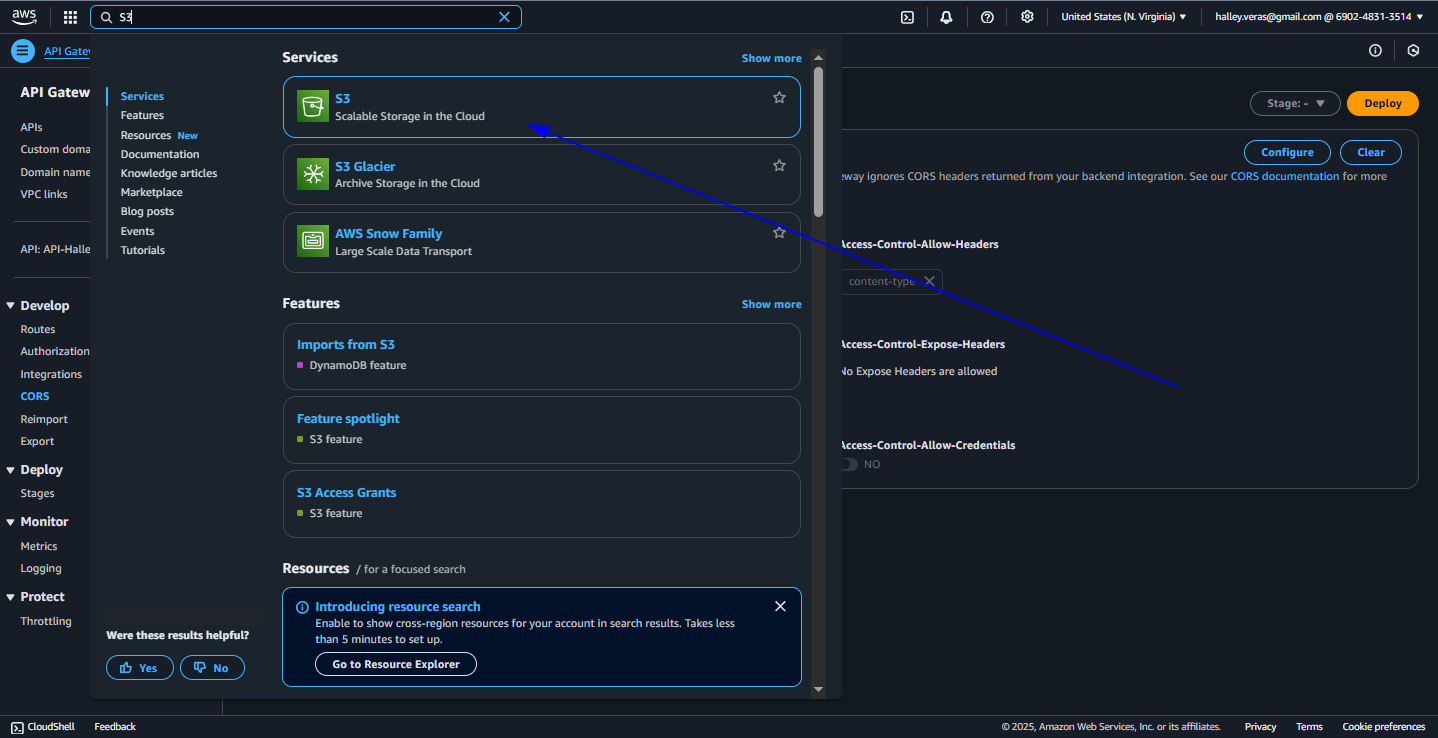 aws
S3
United States (N. Virginia)
halley.veras@gmail.com @ 6902-4831-3514
API Gatew
API Gatew
APIs
Custom doma
Domain name
VPC links
API: API-Halle
Develop
Routes
Authorization
Integrations
CORS
Reimport
Export
Deploy
Stages
Monitor
Metrics
Logging
Protect
Throttling
Services
Features
Resources New
Documentation
Knowledge articles
Marketplace
Blog posts
Events
Tutorials
Were these results helpful?
Yes
No
Services
Show more
S3
Scalable Storage in the Cloud
S3 Glacier
Archive Storage in the Cloud
AWS Snow Family
Large Scale Data Transport
Features
Show more
Imports from S3
DynamoDB feature
Feature spotlight
S3 feature
S3 Access Grants
S3 feature
Resources / for a focused search
Introducing resource search
Enable to show cross-region resources for your account in search results. Takes less
than 5 minutes to set up.
Go to Resource Explorer
Stage: -
Deploy
Configure
Clear
eway ignores CORS headers returned from your backend integration. See our CORS documentation for more
Access-Control-Allow-Headers
content-type
Access-Control-Expose-Headers
No Expose Headers are allowed
Access-Control-Allow-Credentials
NO
CloudShell
Feedback
© 2025, Amazon Web Services, Inc. or its affiliates.
Privacy
Terms
Cookie preferences